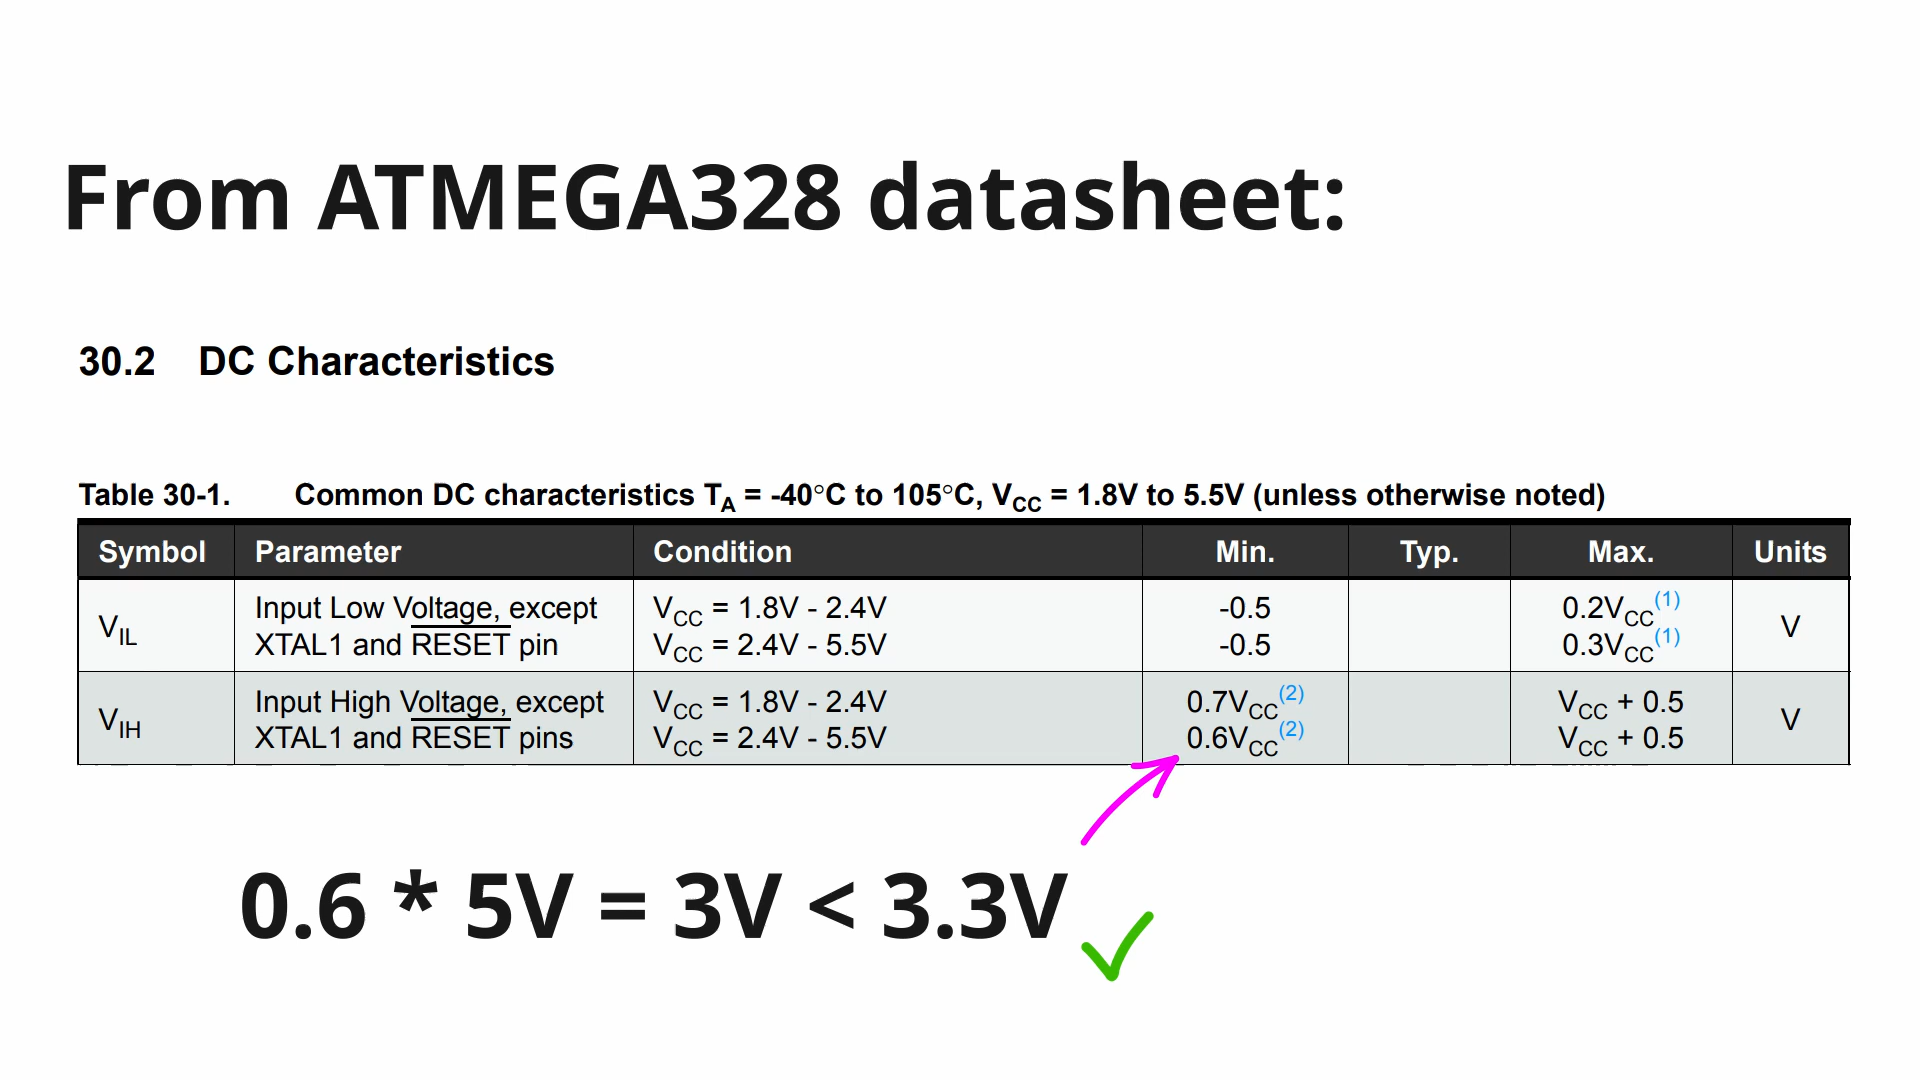 From ATMEGA328 datasheet:
30.2 DC Characteristics
Table 30-1. Common DC characteristics TA = -40°C to 105°C, VCC = 1.8V to 5.5V (unless otherwise noted)
Symbol Parameter Condition Min. Typ. Max. Units
VIL Input Low Voltage, except XTAL1 and RESET pin VCC = 1.8V - 2.4V VCC = 2.4V - 5.5V -0.5 -0.5 0.2VCC(1) 0.3VCC(1) V
VIH Input High Voltage, except XTAL1 and RESET pins VCC = 1.8V - 2.4V VCC = 2.4V - 5.5V 0.7VCC(2) 0.6VCC(2) VCC + 0.5 VCC + 0.5 V
0.6 * 5V = 3V < 3.3V